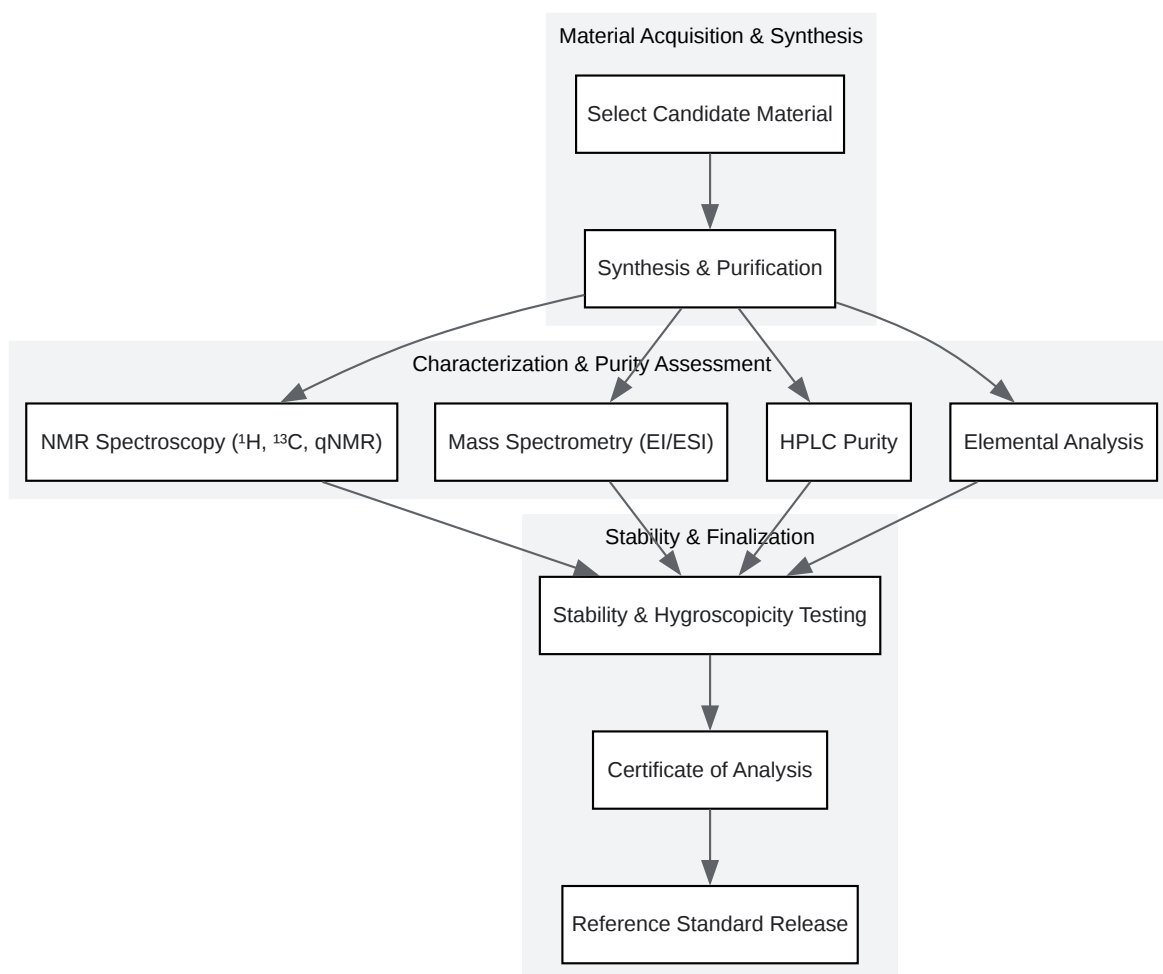 Material Acquisition & Synthesis
Select Candidate Material
Synthesis & Purification
Characterization & Purity Assessment
NMR Spectroscopy (¹H, ¹³C, qNMR)
Mass Spectrometry (EI/ESI)
HPLC Purity
Elemental Analysis
Stability & Finalization
Stability & Hygroscopicity Testing
Certificate of Analysis
Reference Standard Release